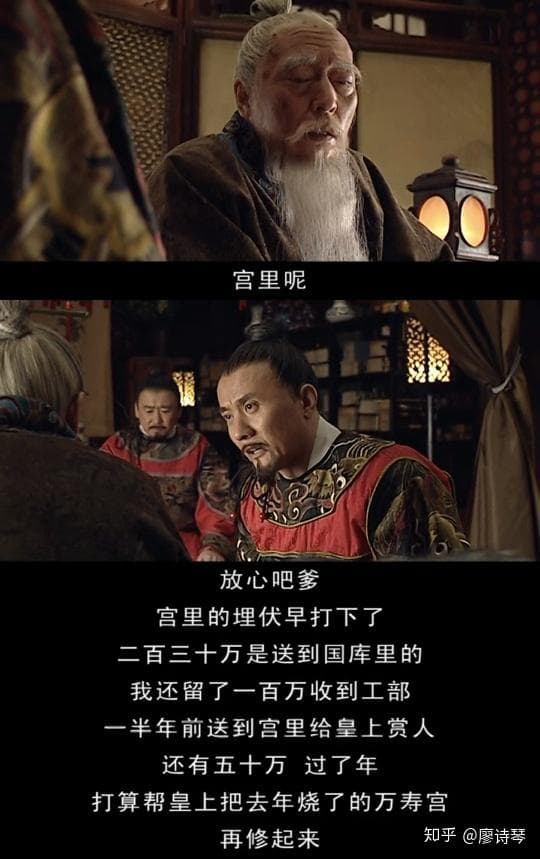 宫里呢
放心吧爹
宫里的埋伏早打下了
二百三十万是送到国库里的
我还留了一百万收到工部
一半年前送到宫里给皇上赏人
还有五十万 过了年
打算帮皇上把去年烧了的万寿宫
再修起来
知乎 @廖诗琴